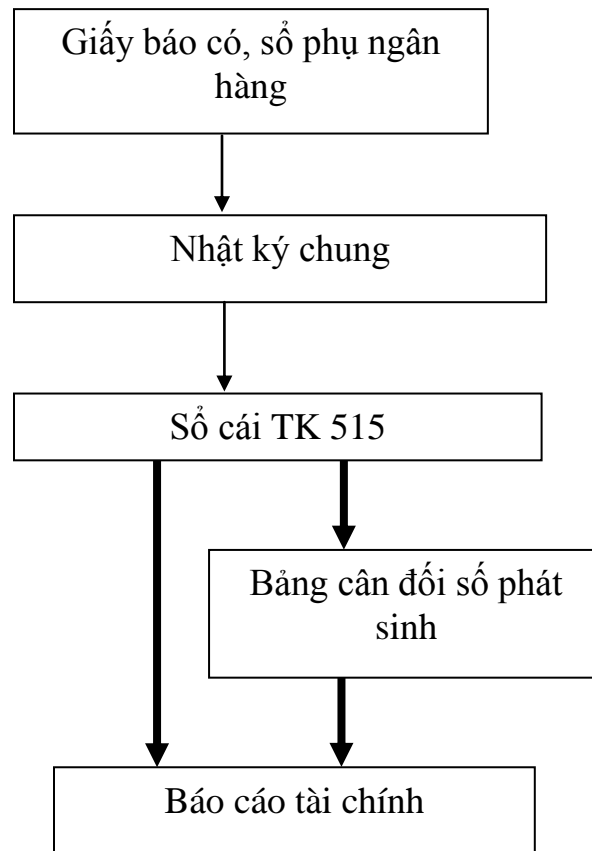 Giấy báo có, sổ phụ ngân
hàng
Nhật ký chung
Sổ cái TK 515
Bảng cân đối số phát
sinh
Báo cáo tài chính